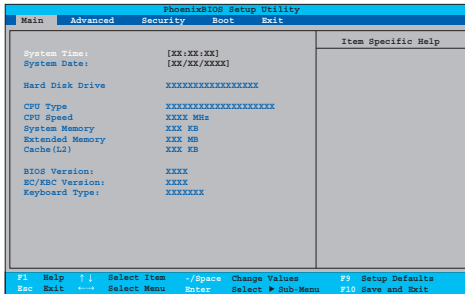 PhoenixBIOS Setup Utility
Main Advanced Security Boot Exit
Item Specific Help
System Time: [XX:XX:XX]
System Date: [XX/XX/XXXX]
Hard Disk Drive XXXXXXXXXXXXXXXXX
CPU Type XXXXXXXXXXXXXXXXXXXX
CPU Speed XXXX MHz
System Memory XXX KB
Extended Memory XXX MB
Cache(L2) XXX KB
BIOS Version: XXXX
EC/KBC Version: XXXX
Keyboard Type: XXXXXXX
F1 Help ↑↓ Select Item -/Space Change Values F9 Setup Defaults
Esc Exit ←→ Select Menu Enter Select ▶ Sub-Menu F10 Save and Exit